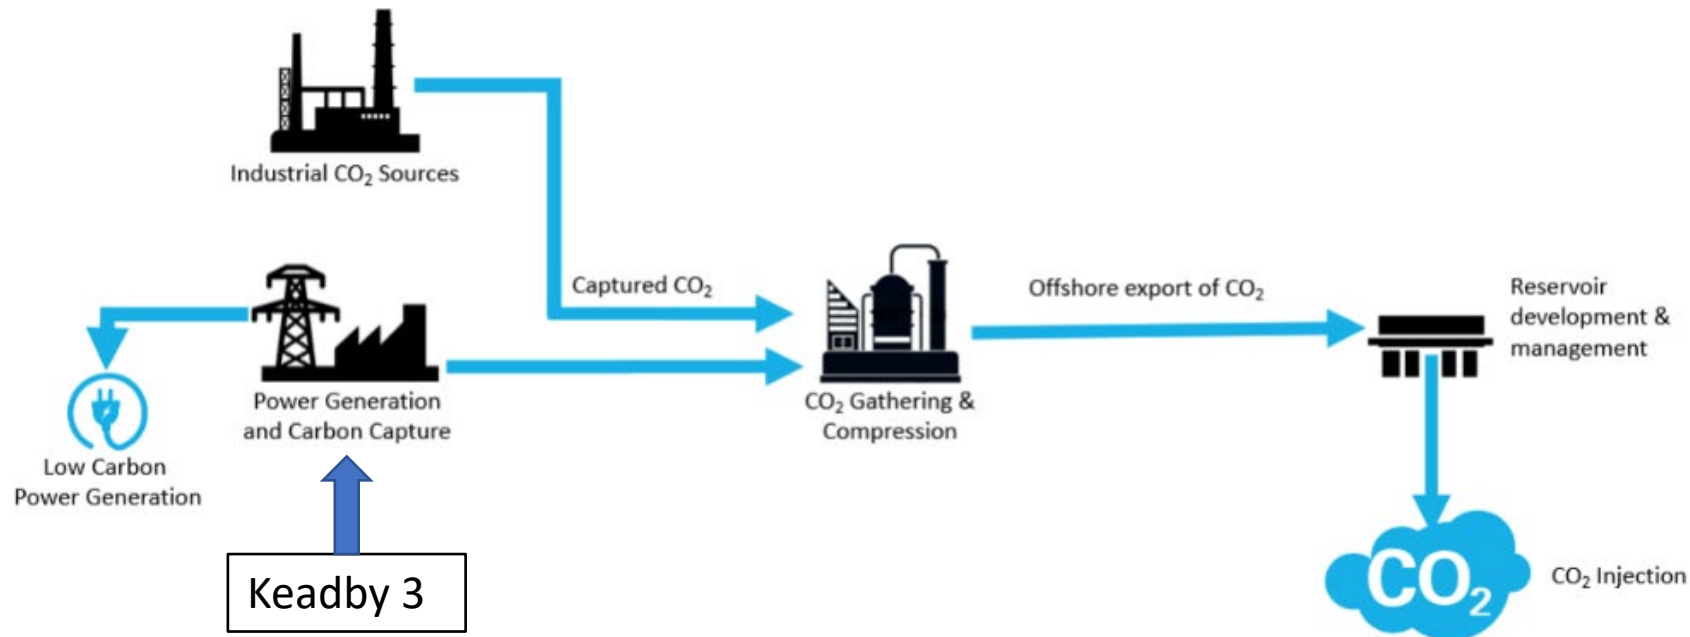 Industrial CO₂ Sources
Captured CO₂
Offshore export of CO₂
Reservoir
development &
management
Power Generation
and Carbon Capture
CO₂ Gathering &
Compression
Low Carbon
Power Generation
Keadby 3
CO₂
CO₂ Injection